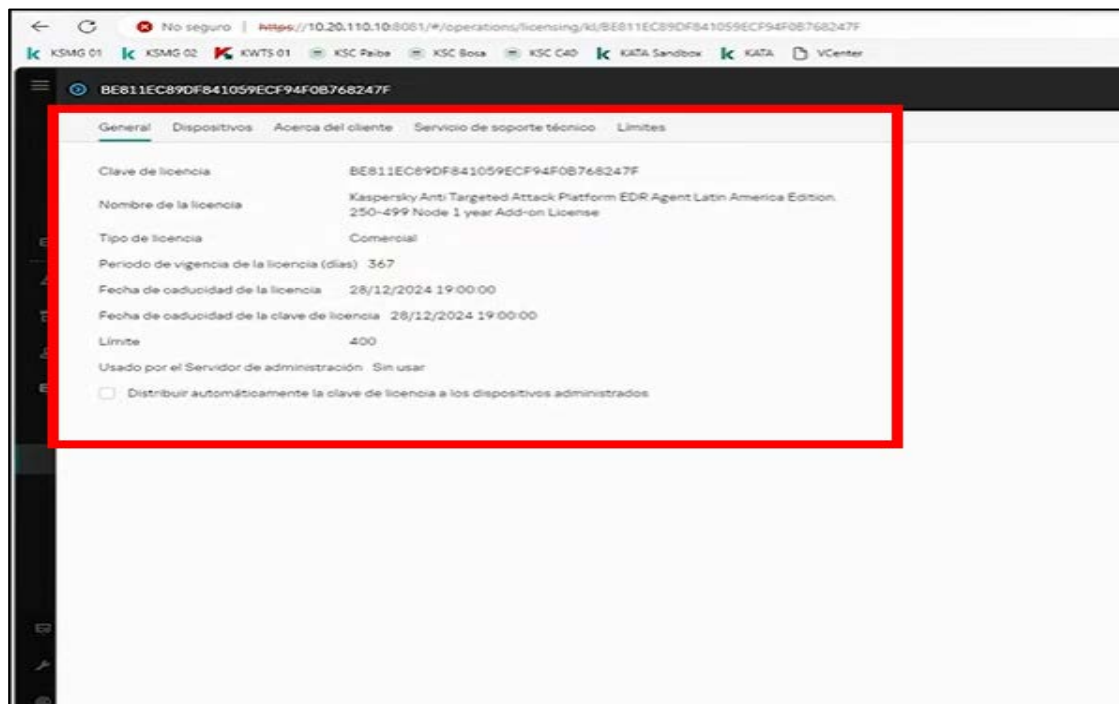 No seguro | https://10.20.110.10:8081/#/operations/licensing/kl/BE811EC89DF841059ECF94F0B768247F
KSMG 01 KSMG 02 KWTS 01 KSC Paiba KSC Bosa KSC C40 KATA Sandbox KATA VCenter
BE811EC89DF841059ECF94F0B768247F
General Dispositivos Acerca del cliente Servicio de soporte técnico Límites
Clave de licencia BE811EC89DF841059ECF94F0B768247F
Nombre de la licencia Kaspersky Anti Targeted Attack Platform EDR Agent Latin America Edition.
250-499 Node 1 year Add-on License
Tipo de licencia Comercial
Periodo de vigencia de la licencia (días) 367
Fecha de caducidad de la licencia 28/12/2024 19:00:00
Fecha de caducidad de la clave de licencia 28/12/2024 19:00:00
Límite 400
Usado por el Servidor de administración Sin usar
Distribuir automáticamente la clave de licencia a los dispositivos administrados